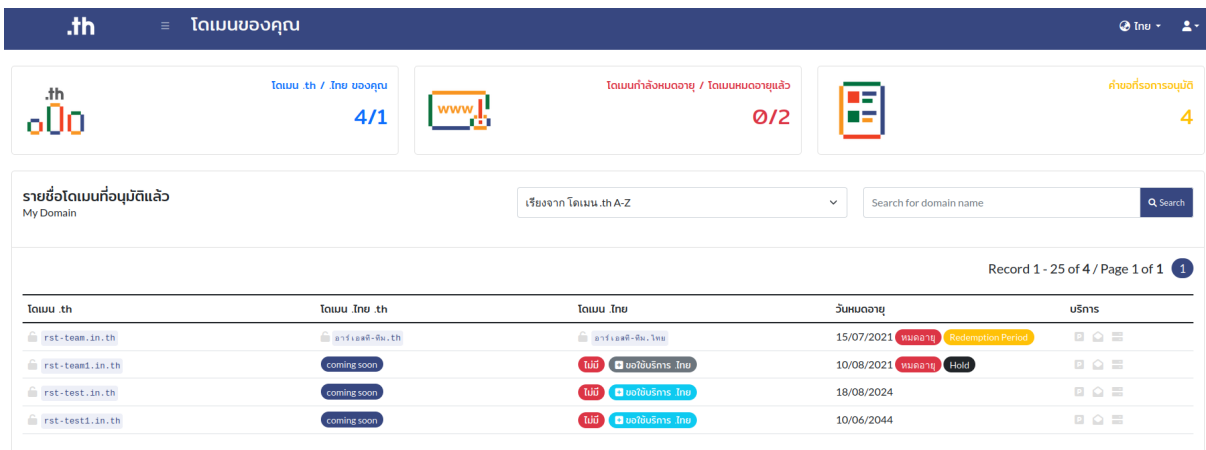 .th โดเมนของคุณ ไทย
.th
โดเมน .th / .ไทย ของคุณ
4/1
www
โดเมนกำลังหมดอายุ / โดเมนหมดอายุแล้ว
0/2
คำขอที่รอการอนุมัติ
4
รายชื่อโดเมนที่อนุมัติแล้ว
My Domain
เรียงจาก โดเมน .th A-Z
Search for domain name
Search
Record 1 - 25 of 4 / Page 1 of 1 1
โดเมน .th โดเมน .ไทย .th โดเมน .ไทย วันหมดอายุ บริการ
rst-team.in.th อาร์เอสที-ทีม.th อาร์เอสที-ทีม.ไทย 15/07/2021 หมดอายุ Redemption Period
rst-team1.in.th coming soon ไม่มี ขอใช้บริการ .ไทย 10/08/2021 หมดอายุ Hold
rst-test.in.th coming soon ไม่มี ขอใช้บริการ .ไทย 18/08/2024
rst-test1.in.th coming soon ไม่มี ขอใช้บริการ .ไทย 10/06/2044